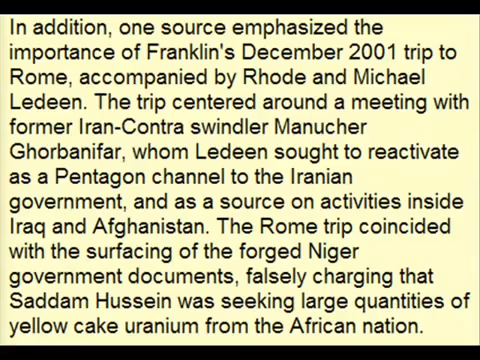 In addition, one source emphasized the
importance of Franklin's December 2001 trip to
Rome, accompanied by Rhode and Michael
Ledeen. The trip centered around a meeting with
former Iran-Contra swindler Manucher
Ghorbanifar, whom Ledeen sought to reactivate
as a Pentagon channel to the Iranian
government, and as a source on activities inside
Iraq and Afghanistan. The Rome trip coincided
with the surfacing of the forged Niger
government documents, falsely charging that
Saddam Hussein was seeking large quantities of
yellow cake uranium from the African nation.